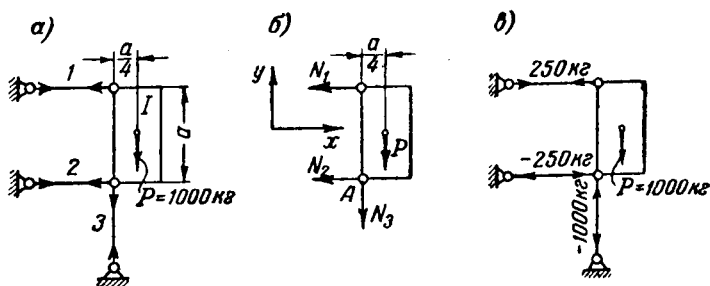 а)
a/4
1
I
a
2
P=1000кг
3
б)
a/4
y
N₁
x
P
N₂
A
N₃
в)
250кг
-250кг
P=1000кг
-1000кг